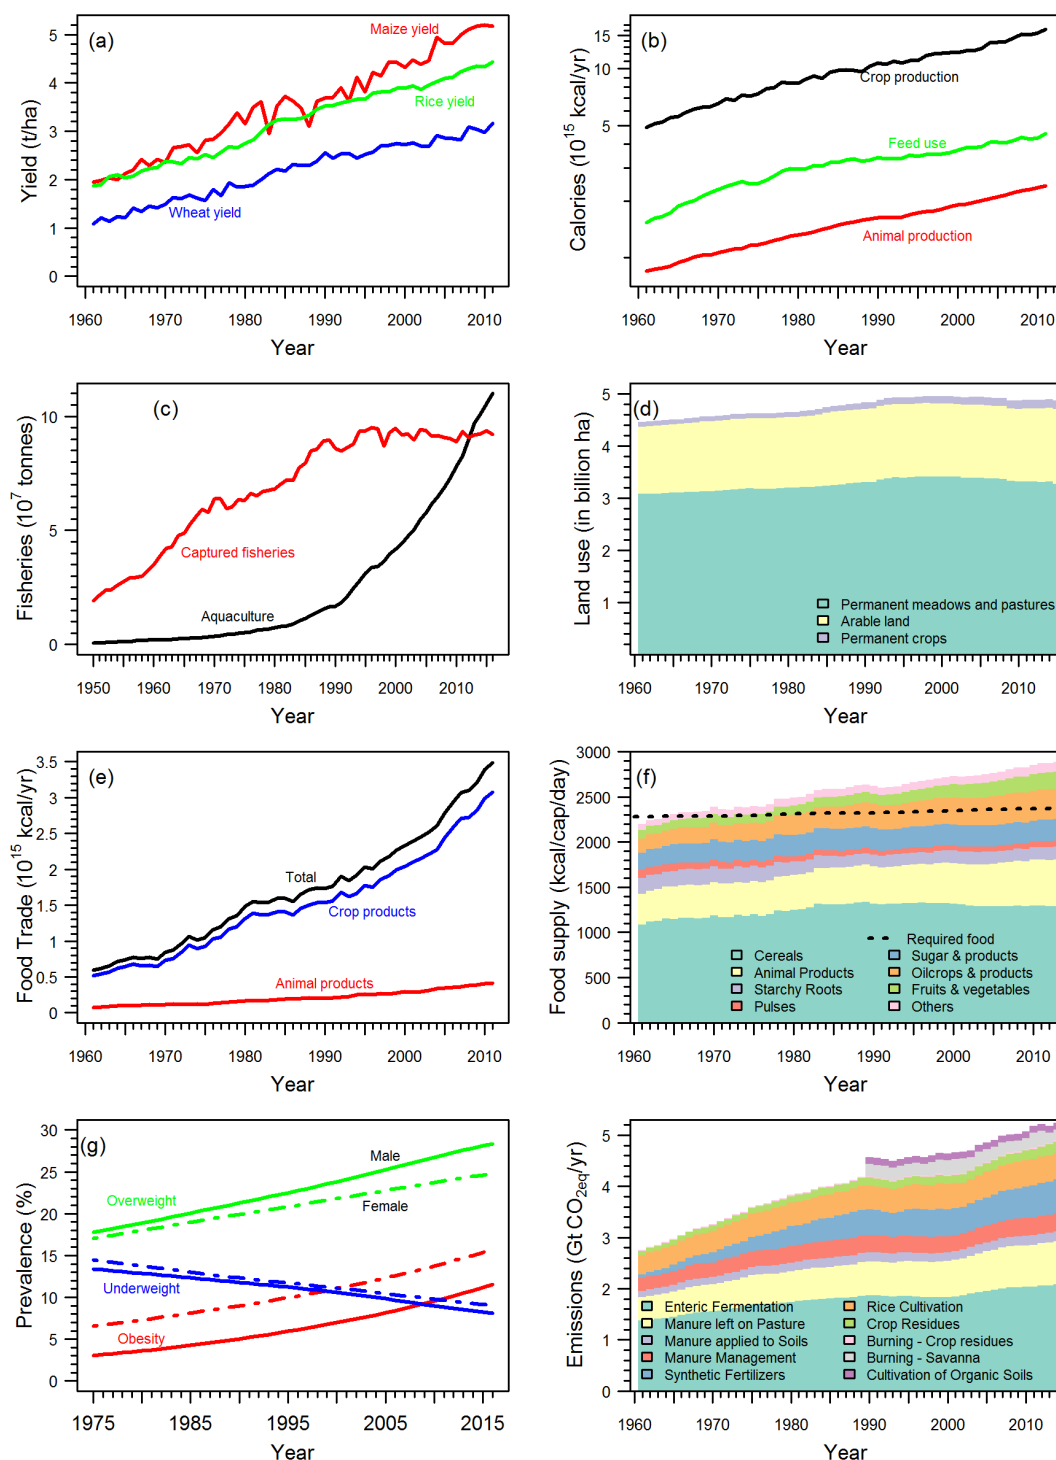 (a)
Maize yield
Rice yield
Wheat yield
Yield (t/ha)
0
1
2
3
4
5
1960
1970
1980
1990
2000
2010
Year
(b)
Crop production
Feed use
Animal production
Calories (10^15 kcal/yr)
5
10
15
1960
1970
1980
1990
2000
2010
Year
(c)
Captured fisheries
Aquaculture
Fisheries (10^7 tonnes)
0
5
10
1950
1960
1970
1980
1990
2000
2010
Year
(d)
Land use (in billion ha)
1
2
3
4
5
Permanent meadows and pastures
Arable land
Permanent crops
1960
1970
1980
1990
2000
2010
Year
(e)
Total
Crop products
Animal products
Food Trade (10^15 kcal/yr)
0
0.5
1
1.5
2
2.5
3
3.5
1960
1970
1980
1990
2000
2010
Year
(f)
Food supply (kcal/cap/day)
0
500
1000
1500
2000
2500
3000
Required food
Cereals
Sugar & products
Animal Products
Oilcrops & products
Starchy Roots
Fruits & vegetables
Pulses
Others
1960
1970
1980
1990
2000
2010
Year
(g)
Male
Overweight
Female
Underweight
Obesity
Prevalence (%)
0
5
10
15
20
25
30
1975
1985
1995
2005
2015
Year
Emissions (Gt CO2eq/yr)
0
1
2
3
4
5
Enteric Fermentation
Rice Cultivation
Manure left on Pasture
Crop Residues
Manure applied to Soils
Burning - Crop residues
Manure Management
Burning - Savanna
Synthetic Fertilizers
Cultivation of Organic Soils
1960
1970
1980
1990
2000
2010
Year